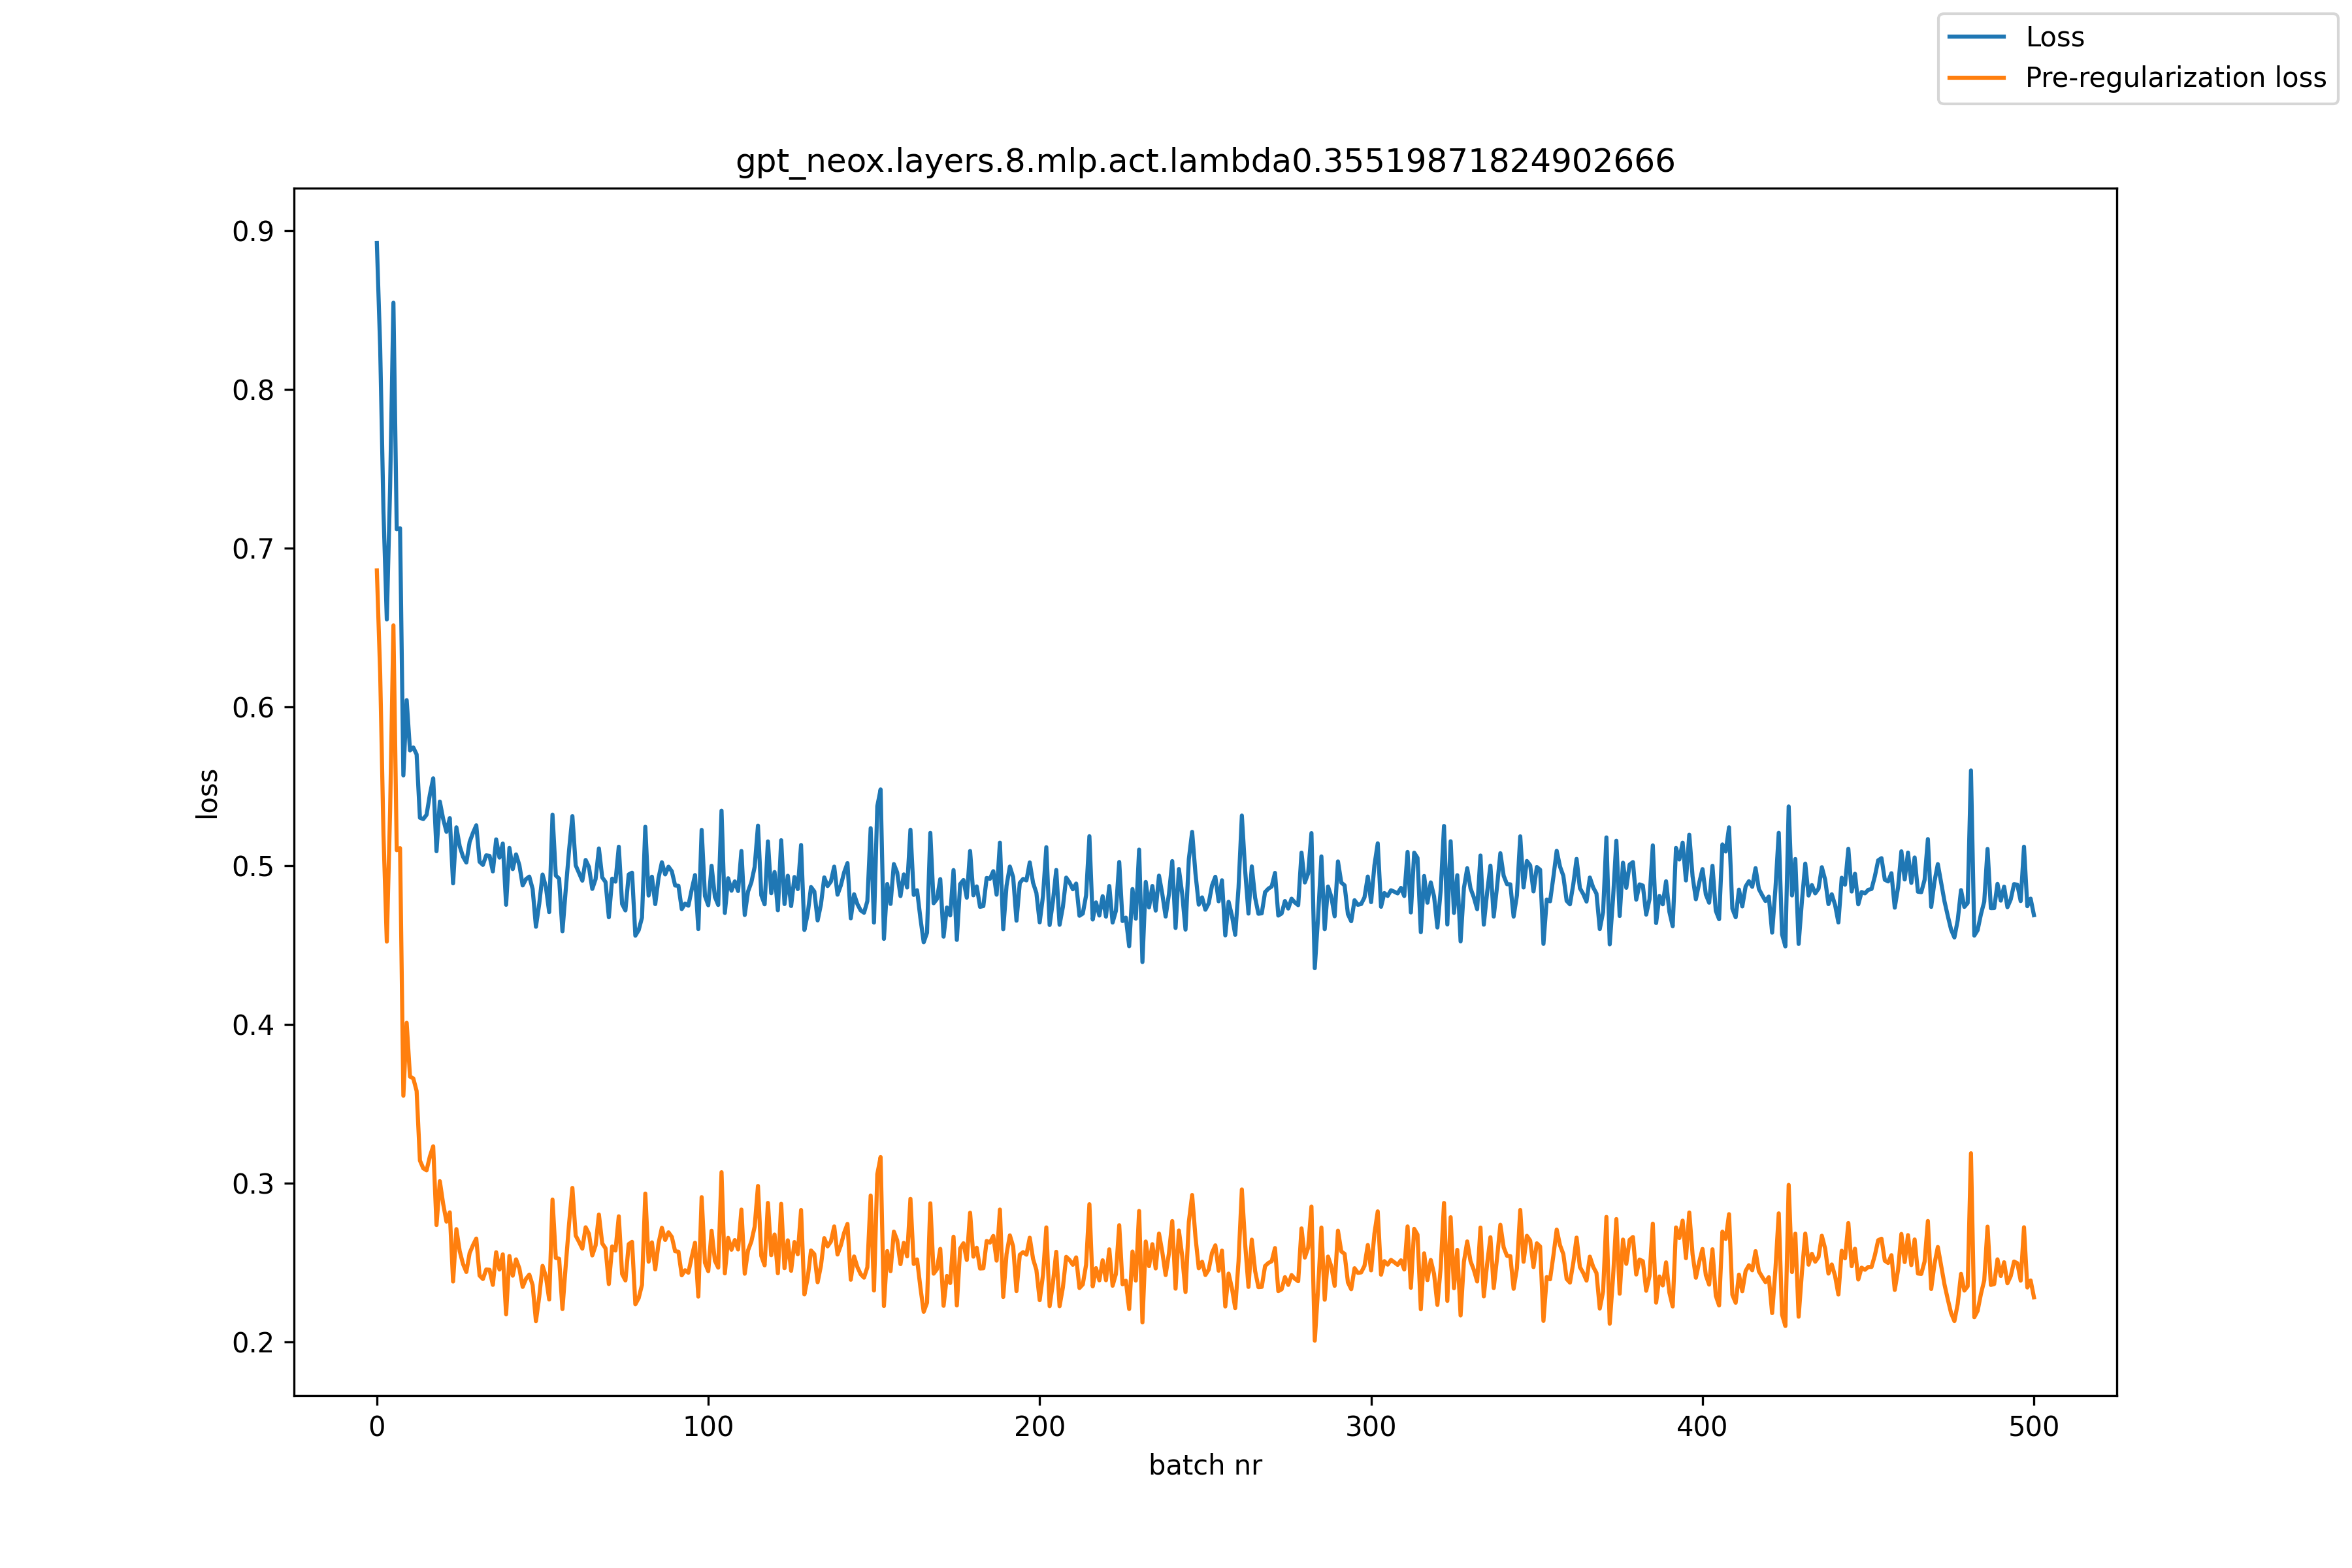 Loss
Pre-regularization loss
gpt_neox.layers.8.mlp.act.lambda0.35519871824902666
0.9
0.8
0.7
0.6
0.5
0.4
0.3
0.2
loss
0 100 200 300 400 500
batch nr